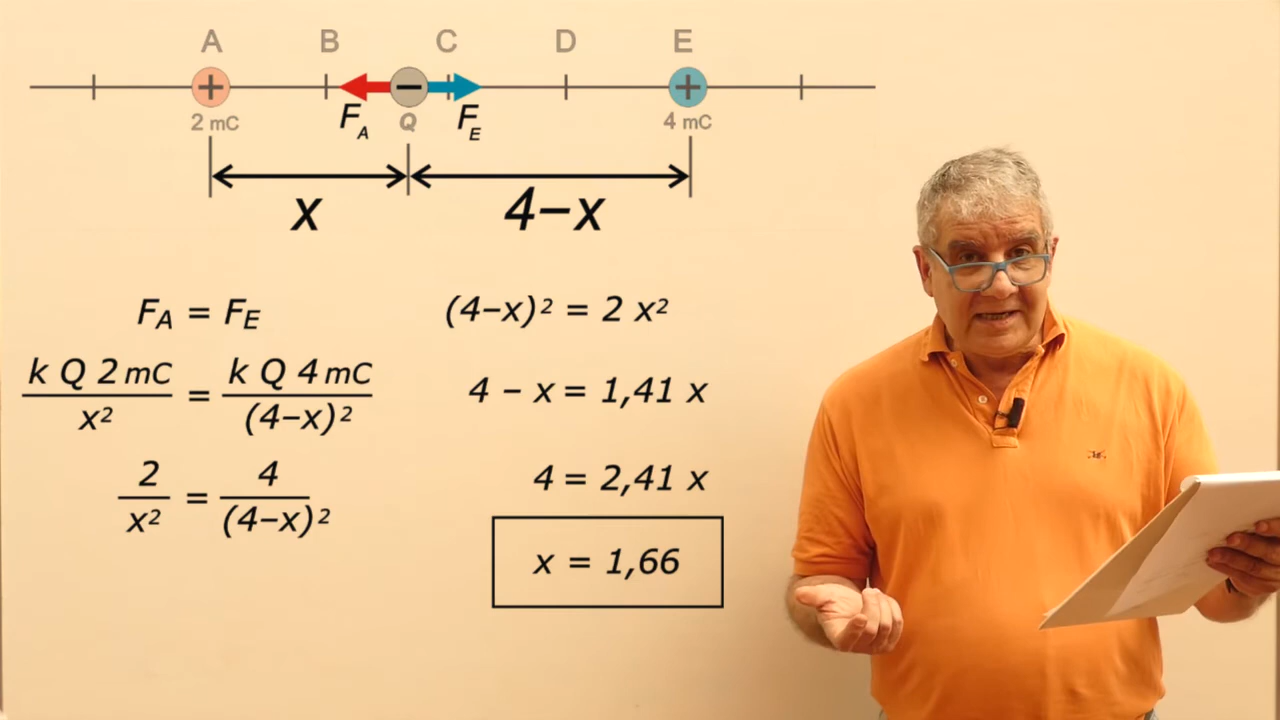 A B C D E
+ − +
F_A F_E
2 mC Q 4 mC
x 4−x
F_A = F_E
k Q 2 mC / x² = k Q 4 mC / (4−x)²
2 / x² = 4 / (4−x)²
(4−x)² = 2 x²
4 − x = 1,41 x
4 = 2,41 x
x = 1,66